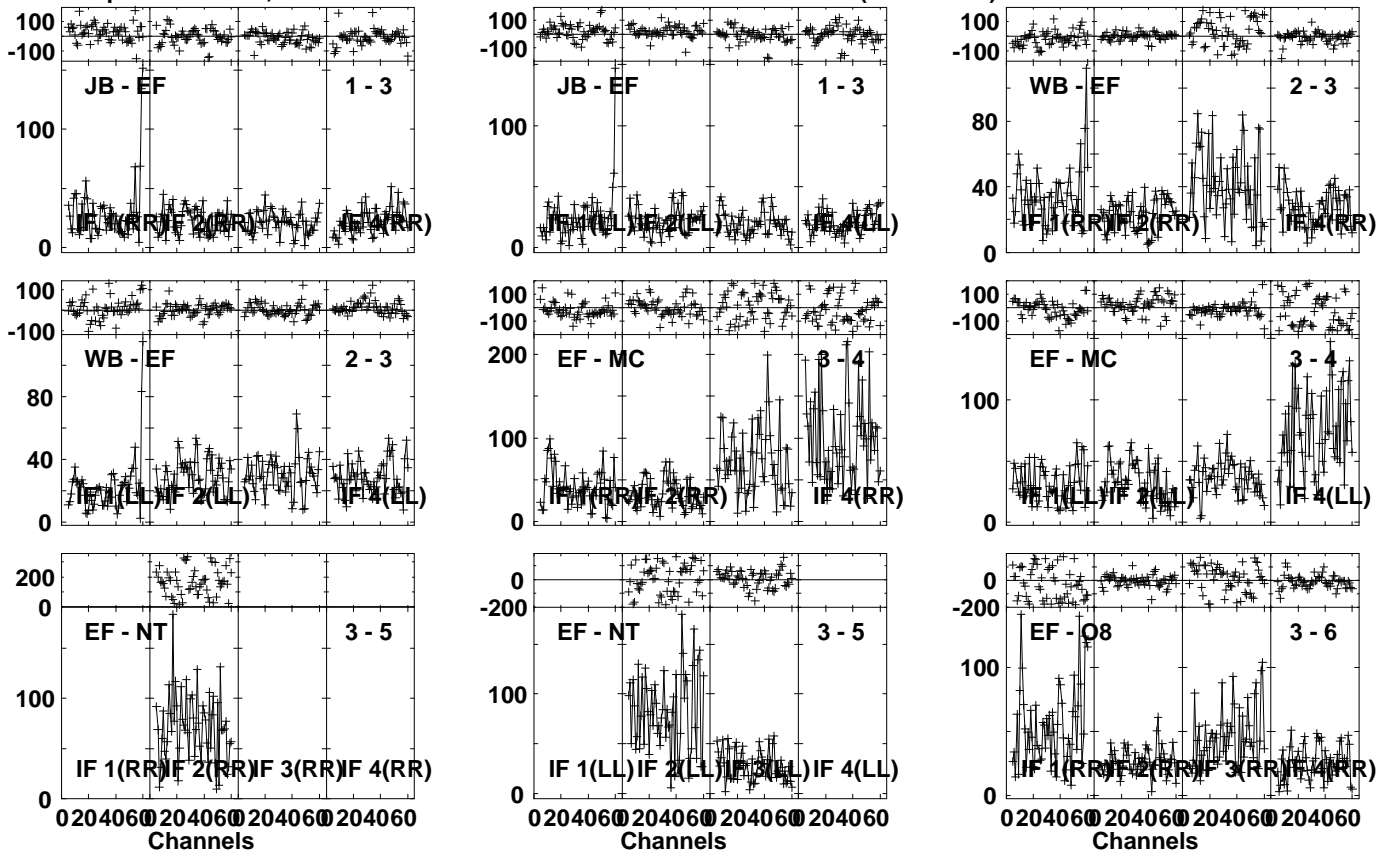 100
-100
JB - EF 1 - 3
100
0
IF 1(RR) IF 2(RR) IF 4(RR)
100
-100
JB - EF 1 - 3
100
0
IF 1(LL) IF 2(LL) IF 4(LL)
100
-100
WB - EF 2 - 3
80
40
0
IF 1(RR) IF 2(RR) IF 4(RR)
100
-100
WB - EF 2 - 3
80
40
0
IF 1(LL) IF 2(LL) IF 4(LL)
100
-100
EF - MC 3 - 4
200
100
0
IF 1(RR) IF 2(RR) IF 4(RR)
100
-100
EF - MC 3 - 4
100
0
IF 1(LL) IF 2(LL) IF 4(LL)
200
0
EF - NT 3 - 5
100
0
IF 1(RR) IF 2(RR) IF 3(RR) IF 4(RR)
0 20 40 60 0 20 40 60 0 20 40 60 0 20 40 60
Channels
0
-200
EF - NT 3 - 5
100
0
IF 1(LL) IF 2(LL) IF 3(LL) IF 4(LL)
0 20 40 60 0 20 40 60 0 20 40 60 0 20 40 60
Channels
0
-200
EF - O8 3 - 6
100
0
IF 1(RR) IF 2(RR) IF 3(RR) IF 4(RR)
0 20 40 60 0 20 40 60 0 20 40 60 0 20 40 60
Channels